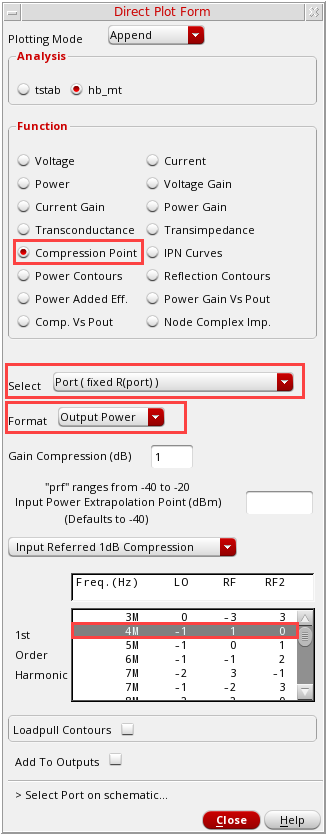 Direct Plot Form
Plotting Mode Append
Analysis
tstab hb_mt
Function
Voltage Current
Power Voltage Gain
Current Gain Power Gain
Transconductance Transimpedance
Compression Point IPN Curves
Power Contours Reflection Contours
Power Added Eff. Power Gain Vs Pout
Comp. Vs Pout Node Complex Imp.
Select Port ( fixed R(port) )
Format Output Power
Gain Compression (dB) 1
"prf" ranges from -40 to -20
Input Power Extrapolation Point (dBm)
(Defaults to -40)
Input Referred 1dB Compression
Freq.(Hz) LO RF RF2
1st
Order
Harmonic
3M 0 -3 3
4M -1 1 0
5M -1 0 1
6M -1 -1 2
7M -2 3 -1
7M -1 -2 3
Loadpull Contours
Add To Outputs
> Select Port on schematic...
Close Help